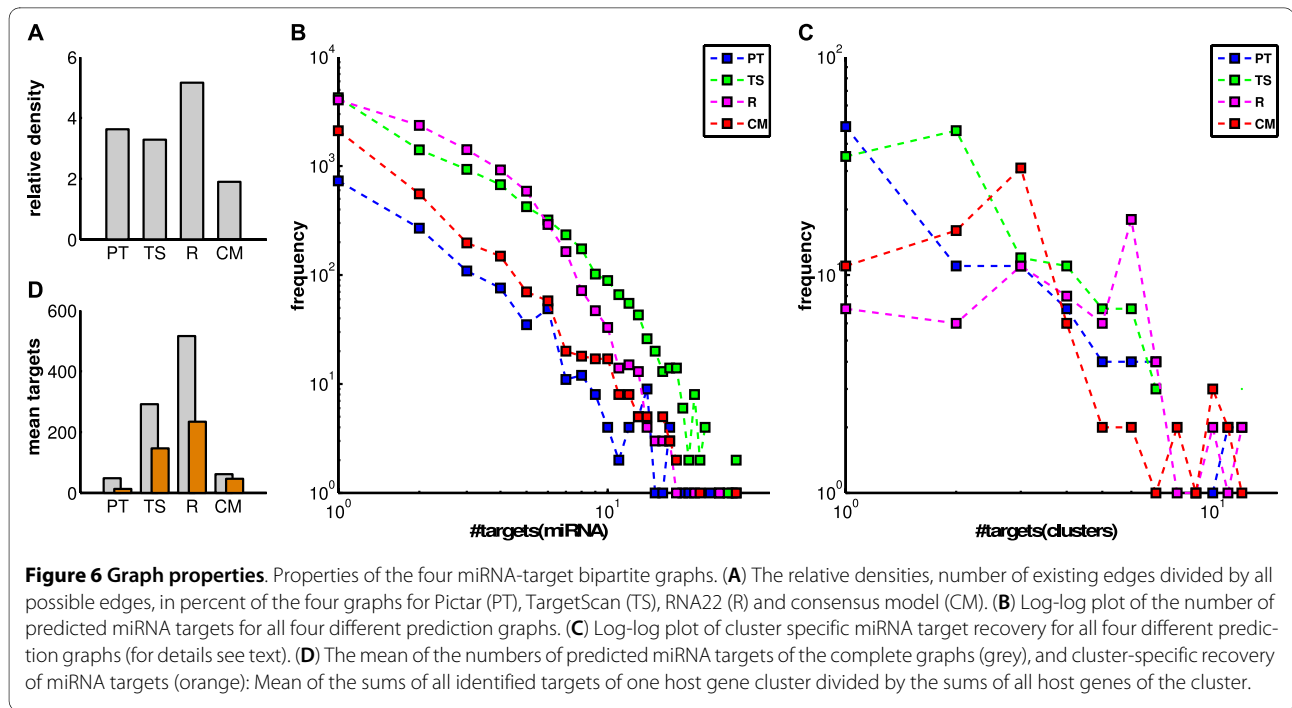 A
6
4
2
0
relative density
PT TS R CM
B
10^4
10^3
10^2
10^1
10^0
frequency
10^0 10^1
#targets(miRNA)
PT
TS
R
CM
C
10^2
10^1
10^0
frequency
10^0 10^1
#targets(clusters)
PT
TS
R
CM
D
600
400
200
0
mean targets
PT TS R CM
Figure 6 Graph properties. Properties of the four miRNA-target bipartite graphs. (A) The relative densities, number of existing edges divided by all
possible edges, in percent of the four graphs for Pictar (PT), TargetScan (TS), RNA22 (R) and consensus model (CM). (B) Log-log plot of the number of
predicted miRNA targets for all four different prediction graphs. (C) Log-log plot of cluster specific miRNA target recovery for all four different predic-
tion graphs (for details see text). (D) The mean of the numbers of predicted miRNA targets of the complete graphs (grey), and cluster-specific recovery
of miRNA targets (orange): Mean of the sums of all identified targets of one host gene cluster divided by the sums of all host genes of the cluster.